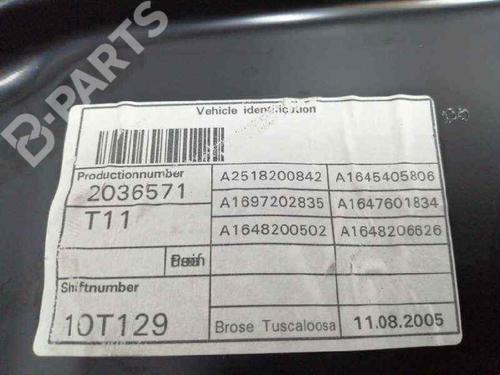 B-PARTS
Vehicle identification
Productionnumber
2036571
T11
A2518200842 A1645405806
A1697202835 A1647601834
A1648200502 A1648206626
Shiftnumber
10T129
Brose Tuscaloosa
11.08.2005